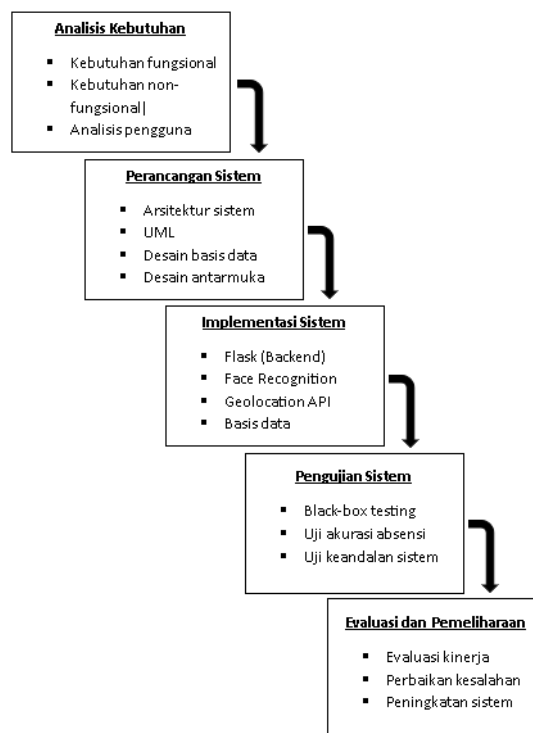 Analisis Kebutuhan
▪ Kebutuhan fungsional
▪ Kebutuhan non-
fungsional|
▪ Analisis pengguna
Perancangan Sistem
▪ Arsitektur sistem
▪ UML
▪ Desain basis data
▪ Desain antarmuka
Implementasi Sistem
▪ Flask (Backend)
▪ Face Recognition
▪ Geolocation API
▪ Basis data
Pengujian Sistem
▪ Black-box testing
▪ Uji akurasi absensi
▪ Uji keandalan sistem
Evaluasi dan Pemeliharaan
▪ Evaluasi kinerja
▪ Perbaikan kesalahan
▪ Peningkatan sistem